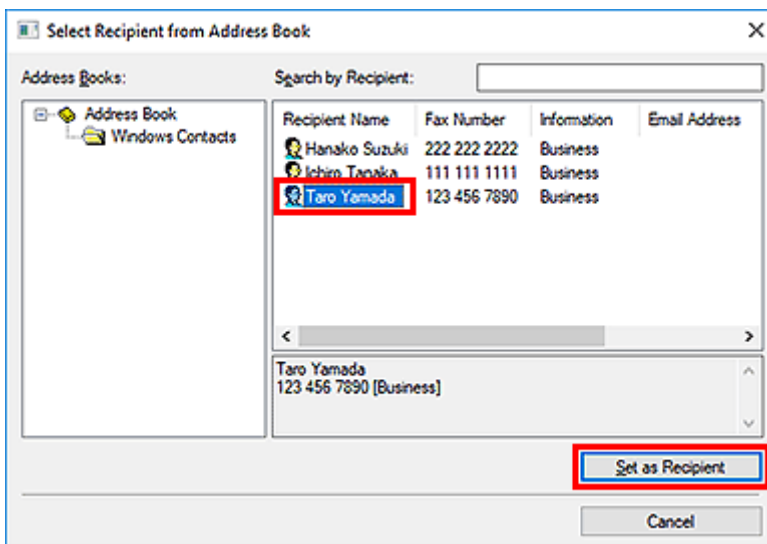 Select Recipient from Address Book
Address Books:
Search by Recipient:
Address Book
Windows Contacts
Recipient Name Fax Number Information Email Address
Hanako Suzuki 222 222 2222 Business
Ichiro Tanaka 111 111 1111 Business
Taro Yamada 123 456 7890 Business
Taro Yamada
123 456 7890 [Business]
Set as Recipient
Cancel